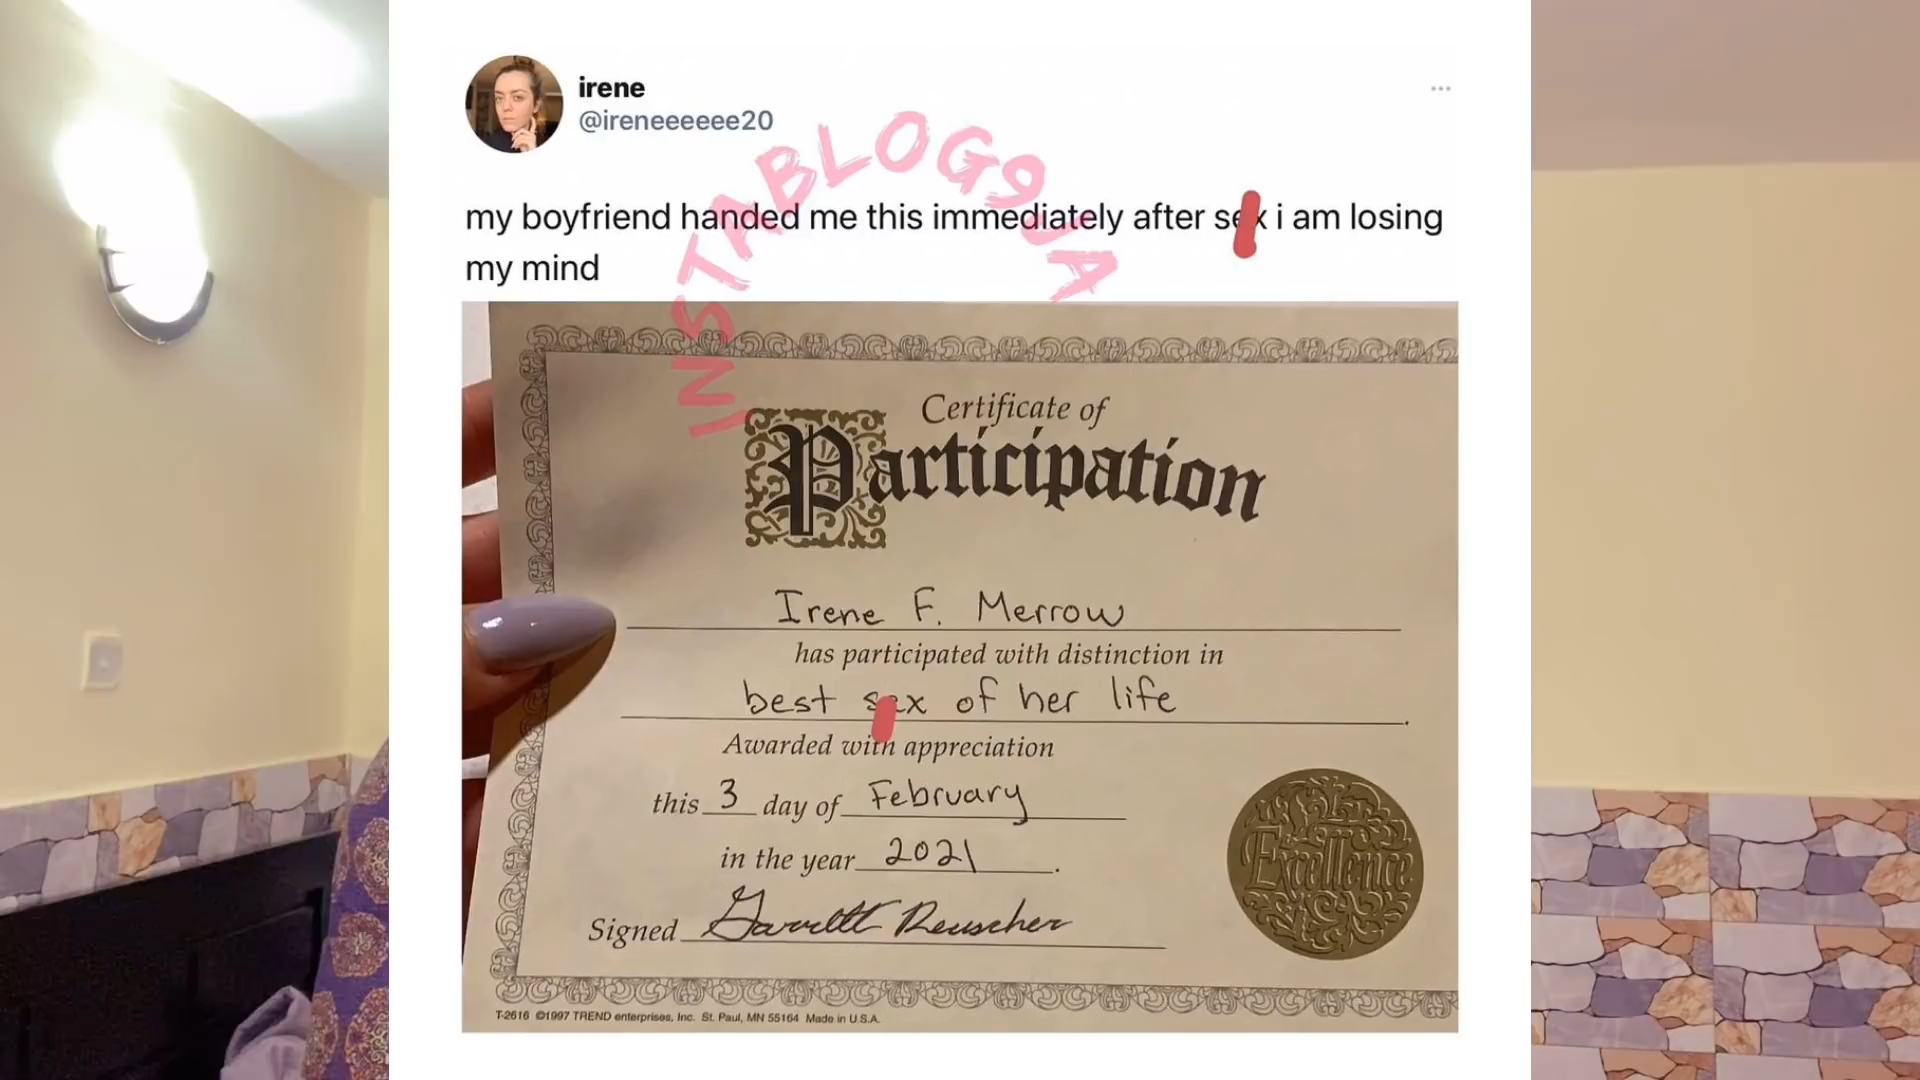 irene
@ireneeeeee20
my boyfriend handed me this immediately after sex i am losing
my mind
INSTABLOG9JA
Certificate of
Participation
Irene F. Merrow
has participated with distinction in
best sex of her life.
Awarded with appreciation
this 3 day of February
in the year 2021.
Signed Garrett Reuscher
Excellence
T-2616 ©1997 TREND enterprises, Inc. St. Paul, MN 55164 Made in U.S.A.